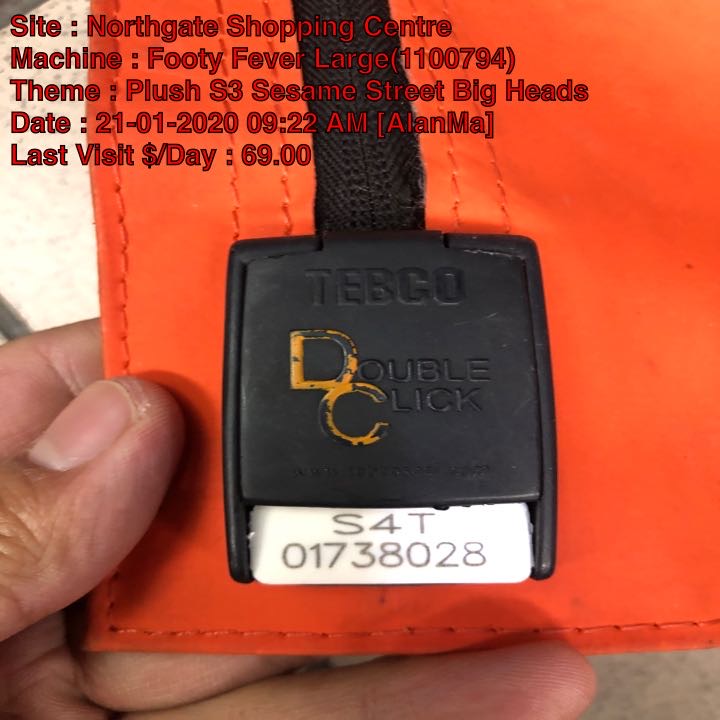 Site : Northgate Shopping Centre
Machine : Footy Fever Large(1100794)
Theme : Plush S3 Sesame Street Big Heads
Date : 21-01-2020 09:22 AM [AlanMa]
Last Visit $/Day : 69.00
TEBCO
DOUBLE
CLICK
S4T
01738028